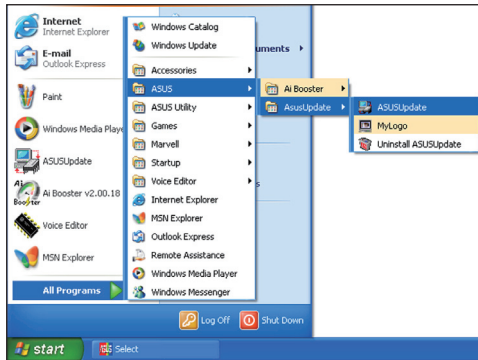 Internet
Internet Explorer
E-mail
Outlook Express
Paint
Windows Media Playe
ASUSUpdate
Ai Booster v2.00.18
Voice Editor
MSN Explorer
All Programs
Windows Catalog
Windows Update
Accessories
ASUS
ASUS Utility
Games
Marvell
Startup
Voice Editor
Internet Explorer
MSN Explorer
Outlook Express
Remote Assistance
Windows Media Player
Windows Messenger
uments
s
Ai Booster
AsusUpdate
ASUSUpdate
MyLogo
Uninstall ASUSUpdate
Log Off
Shut Down
start
Select